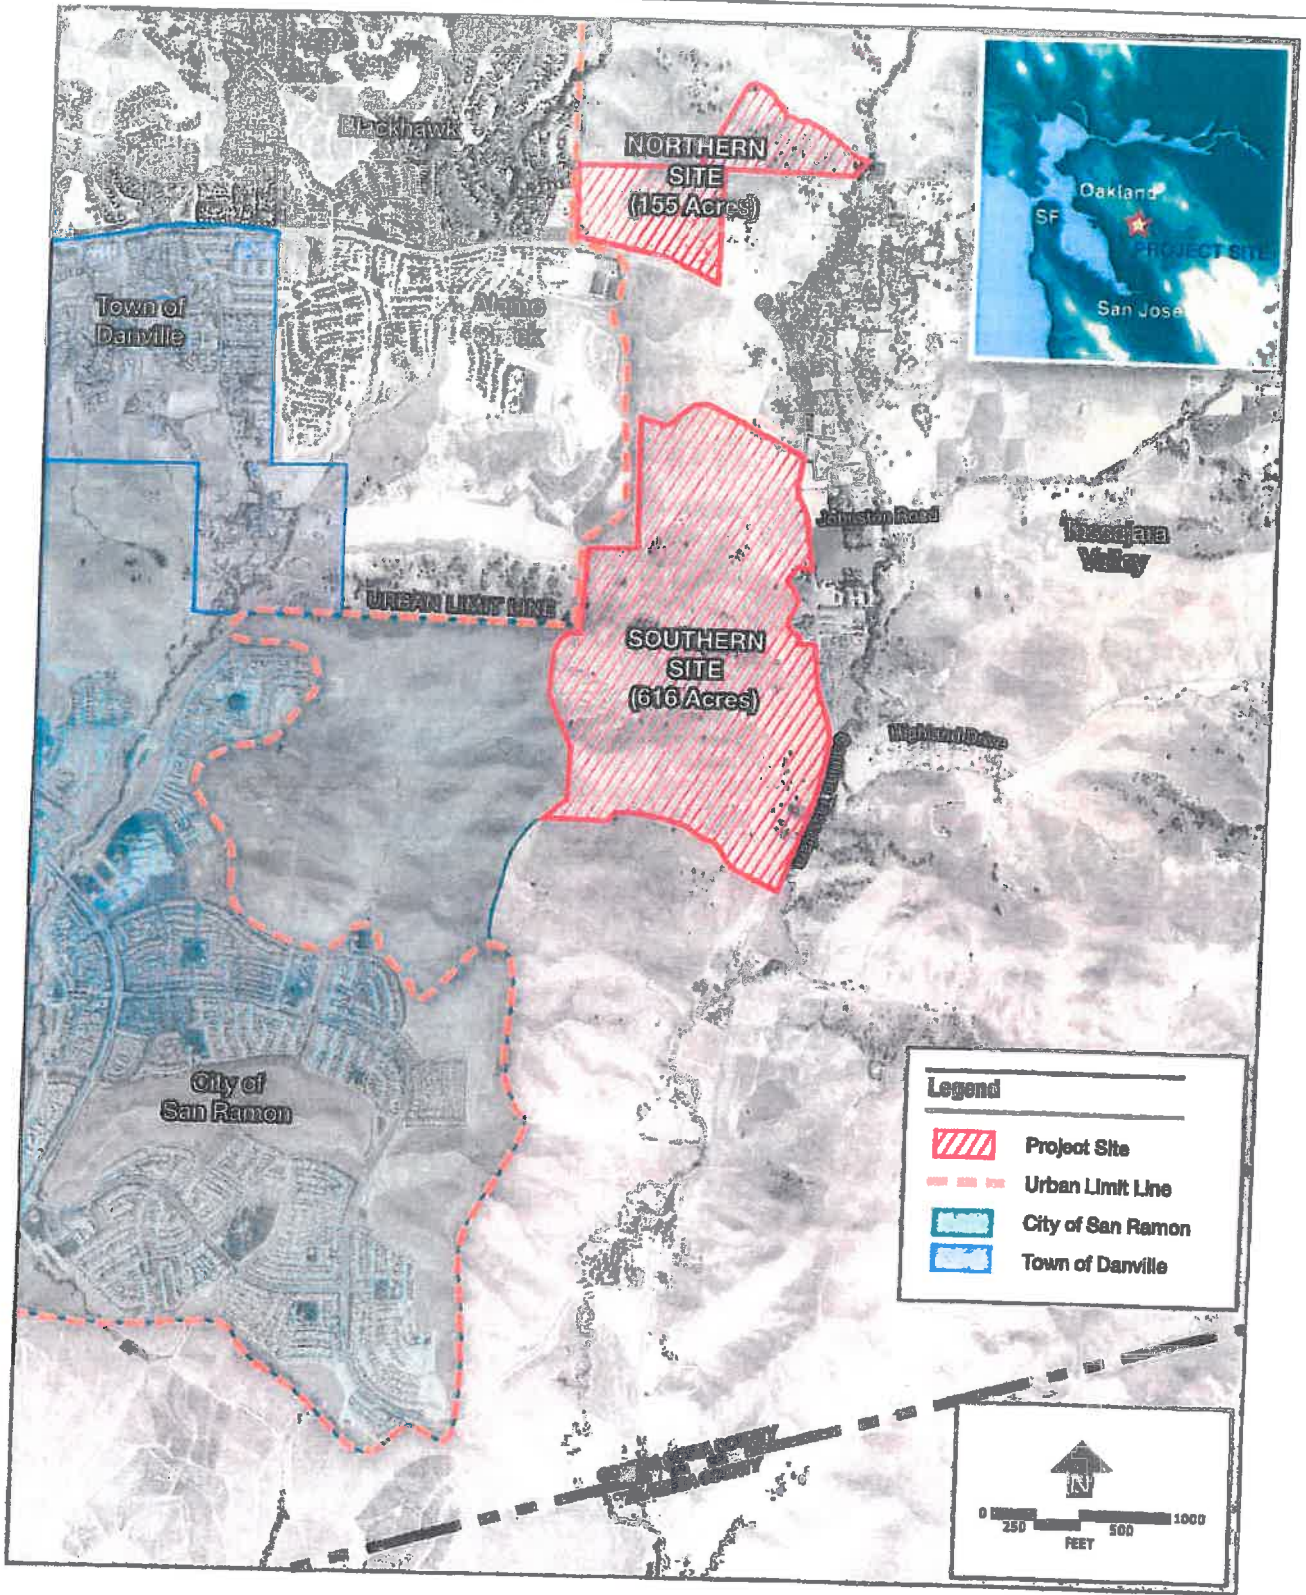 Blackhawk
NORTHERN
SITE
(155 Acres)
Oakland
SF
PROJECT SITE
San Jose
Town of
Danville
Alamo
Johnston Road
Tassajara
Valley
URBAN LIMIT LINE
SOUTHERN
SITE
(616 Acres)
Highland Drive
City of
San Ramon
Legend
Project Site
Urban Limit Line
City of San Ramon
Town of Danville
COUNTY
COUNTY
N
0 250 500 1000
FEET